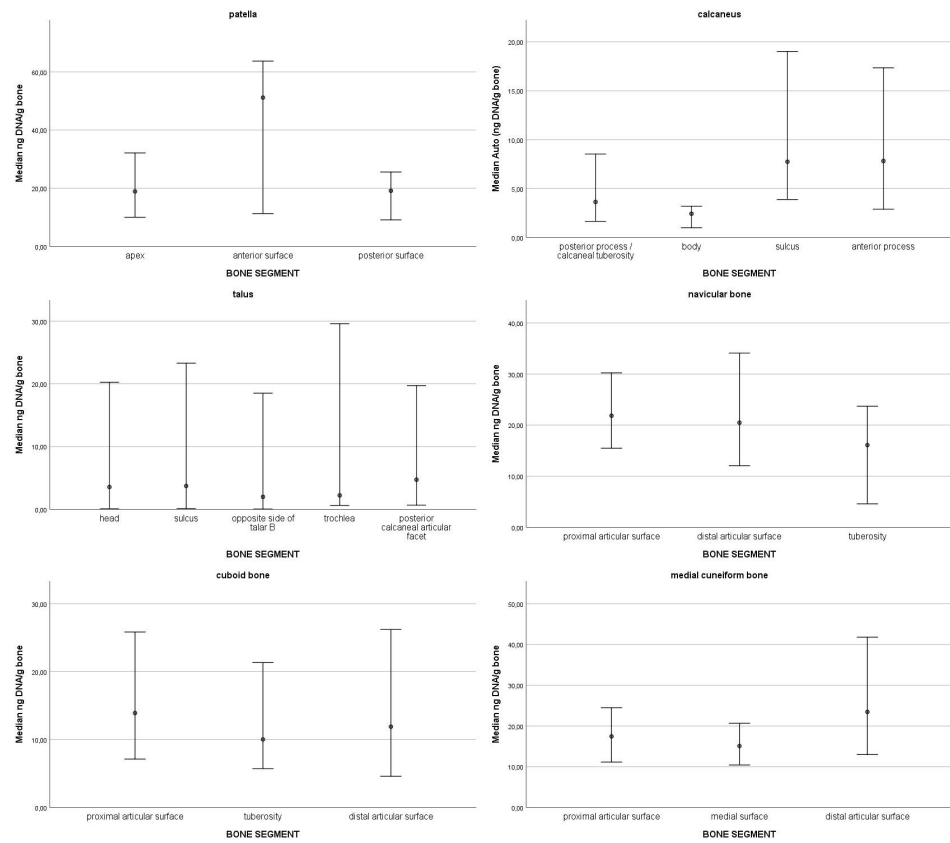 patella
Median ng DNA/g bone
60,00
40,00
20,00
0,00
apex
anterior surface
posterior surface
BONE SEGMENT
calcaneus
Median Auto (ng DNA/g bone)
20,00
15,00
10,00
5,00
0,00
posterior process /
calcaneal tuberosity
body
sulcus
anterior process
BONE SEGMENT
talus
Median ng DNA/g bone
30,00
20,00
10,00
0,00
head
sulcus
opposite side of
talar B
trochlea
posterior
calcaneal articular
facet
BONE SEGMENT
navicular bone
Median ng DNA/g bone
40,00
30,00
20,00
10,00
0,00
proximal articular surface
distal articular surface
tuberosity
BONE SEGMENT
cuboid bone
Median ng DNA/g bone
30,00
20,00
10,00
0,00
proximal articular surface
tuberosity
distal articular surface
BONE SEGMENT
medial cuneiform bone
Median ng DNA/g bone
50,00
40,00
30,00
20,00
10,00
0,00
proximal articular surface
medial surface
distal articular surface
BONE SEGMENT